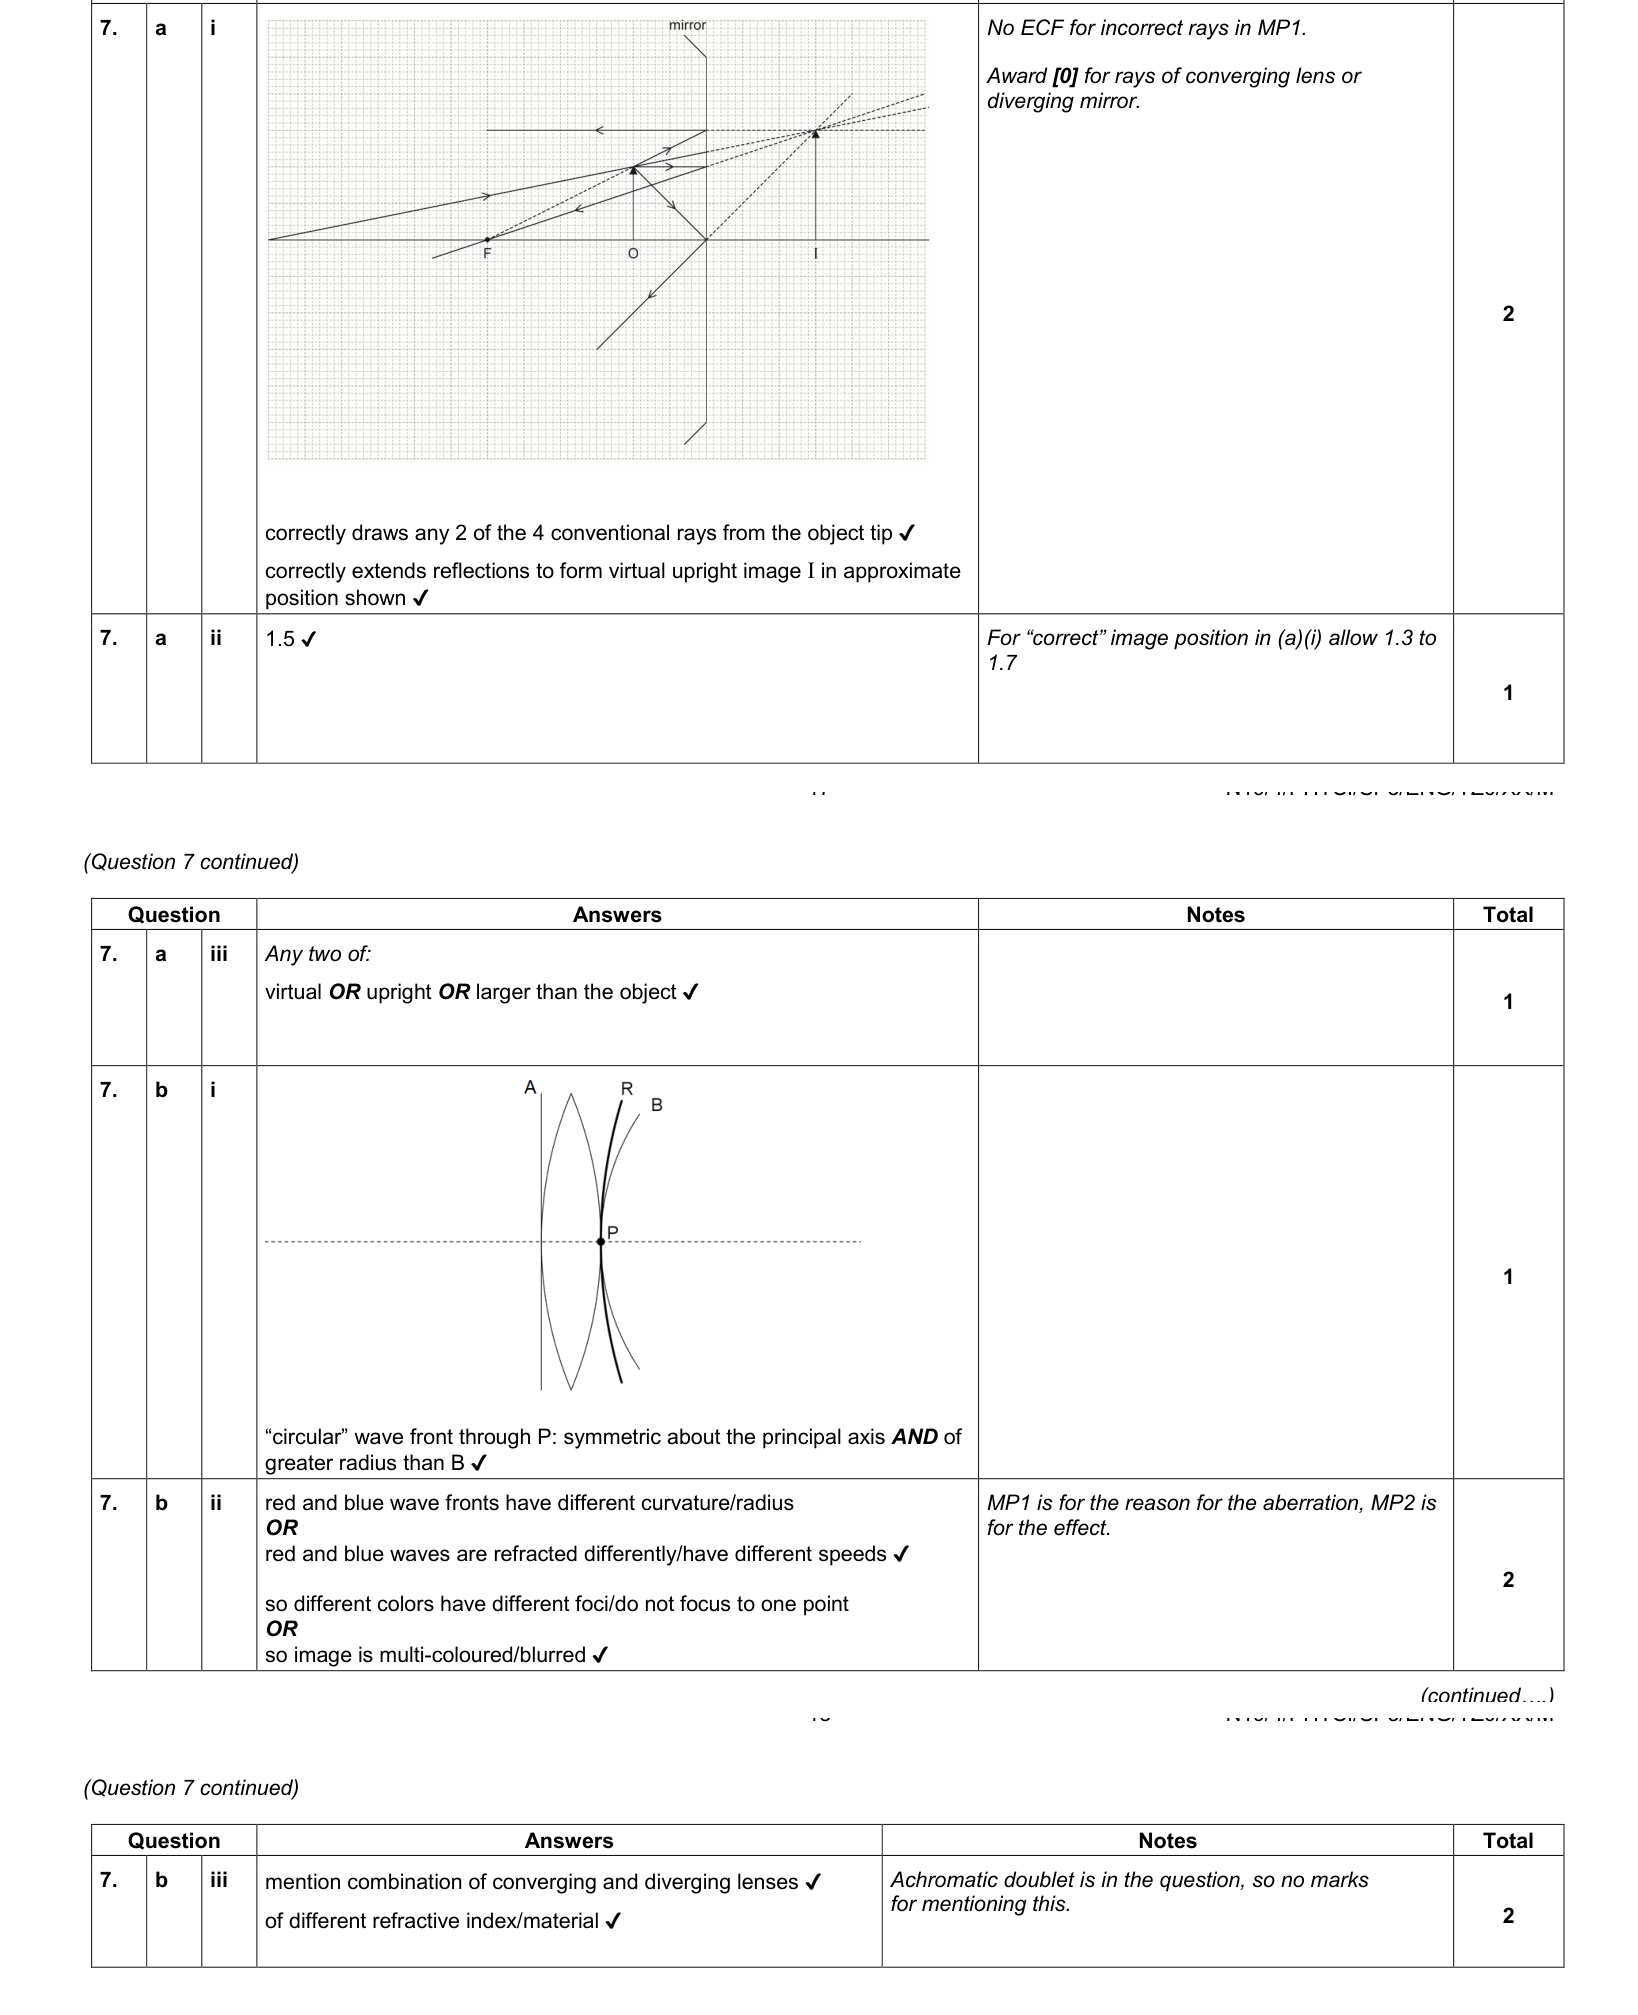 7. a i
mirror
F O I
No ECF for incorrect rays in MP1.
Award [0] for rays of converging lens or
diverging mirror.
2
correctly draws any 2 of the 4 conventional rays from the object tip ✓
correctly extends reflections to form virtual upright image I in approximate
position shown ✓
7. a ii 1.5 ✓
For “correct” image position in (a)(i) allow 1.3 to
1.7
1
(Question 7 continued)
Question Answers Notes Total
7. a iii Any two of:
virtual OR upright OR larger than the object ✓
1
7. b i
A R
B
P
1
“circular” wave front through P: symmetric about the principal axis AND of
greater radius than B ✓
7. b ii red and blue wave fronts have different curvature/radius
OR
red and blue waves are refracted differently/have different speeds ✓
so different colors have different foci/do not focus to one point
OR
so image is multi-coloured/blurred ✓
MP1 is for the reason for the aberration, MP2 is
for the effect.
2
(continued….)
(Question 7 continued)
Question Answers Notes Total
7. b iii mention combination of converging and diverging lenses ✓
of different refractive index/material ✓
Achromatic doublet is in the question, so no marks
for mentioning this.
2